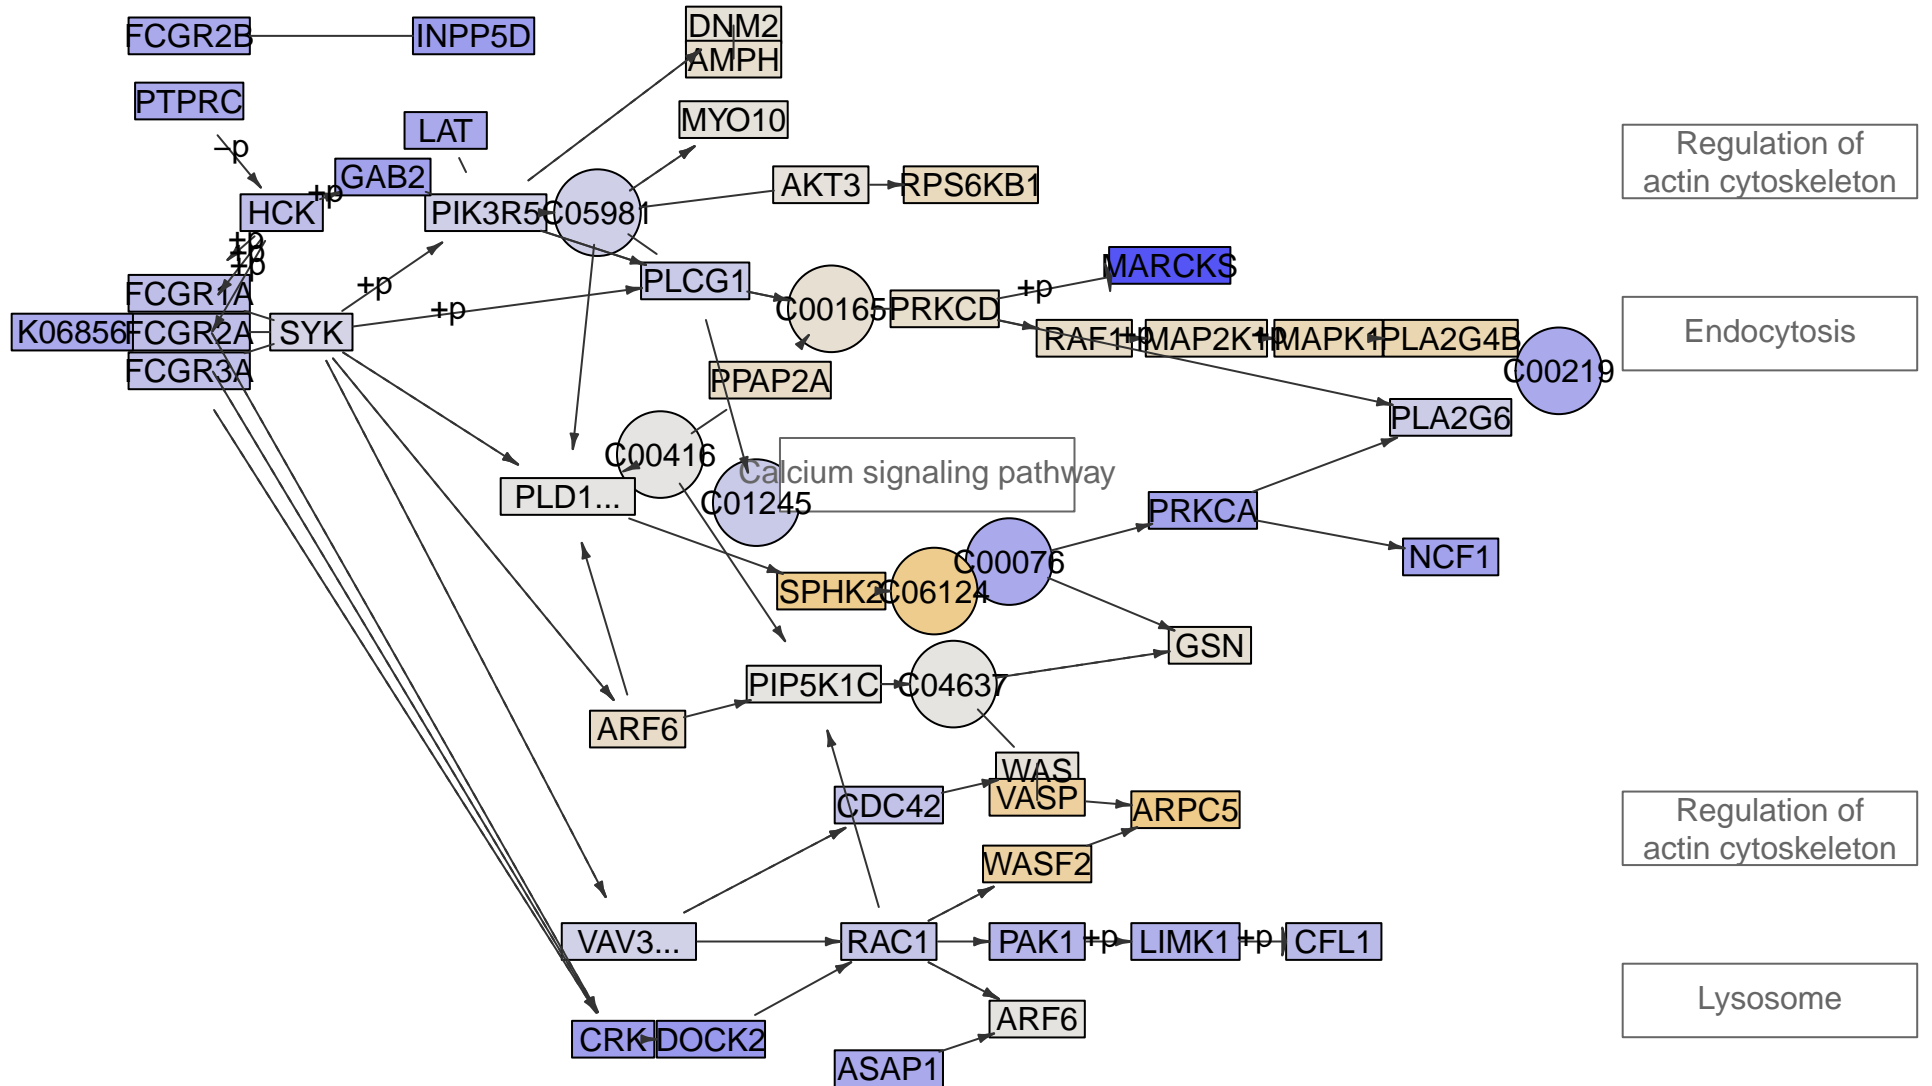 FCGR2B
INPP5D
DNM2
AMPH
PTPRC
LAT
MYO10
Regulation of
actin cytoskeleton
−p
GAB2
+p
AKT3
RPS6KB1
HCK
PIK3R5
C05981
+p
+p
+p
MARCKS
FCGR1A
+p
PLCG1
+p
C00165
PRKCD
+p
K06856
FCGR2A
SYK
RAF1
+p
MAP2K1
+p
MAPK1
PLA2G4B
Endocytosis
FCGR3A
PPAP2A
C00219
PLA2G6
C00416
Calcium signaling pathway
PLD1...
C01245
PRKCA
NCF1
C00076
SPHK2
C06124
GSN
PIP5K1C
C04637
ARF6
WAS
VASP
CDC42
ARPC5
Regulation of
actin cytoskeleton
WASF2
VAV3...
RAC1
PAK1
+p
LIMK1
+p
CFL1
Lysosome
ARF6
CRK
DOCK2
ASAP1